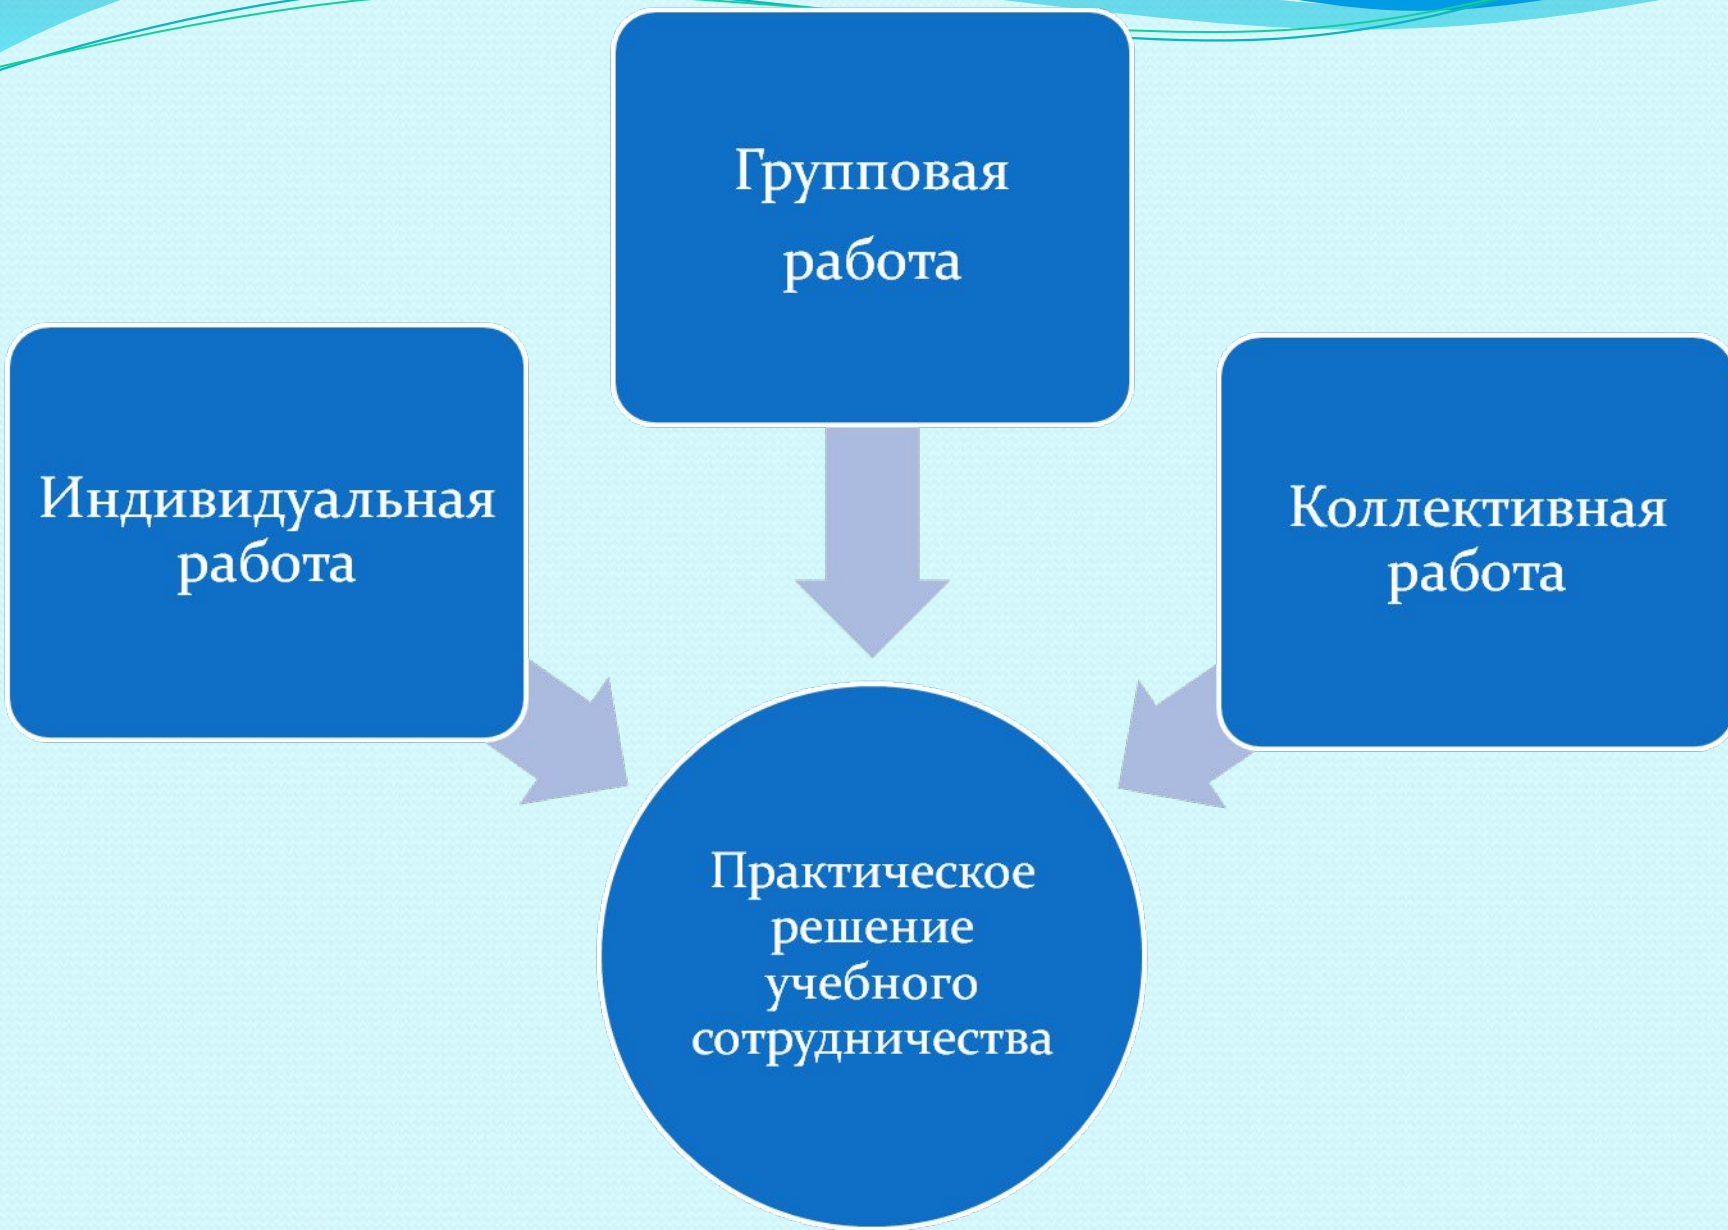 Групповая
работа
Индивидуальная
работа
Коллективная
работа
Практическое
решение
учебного
сотрудничества